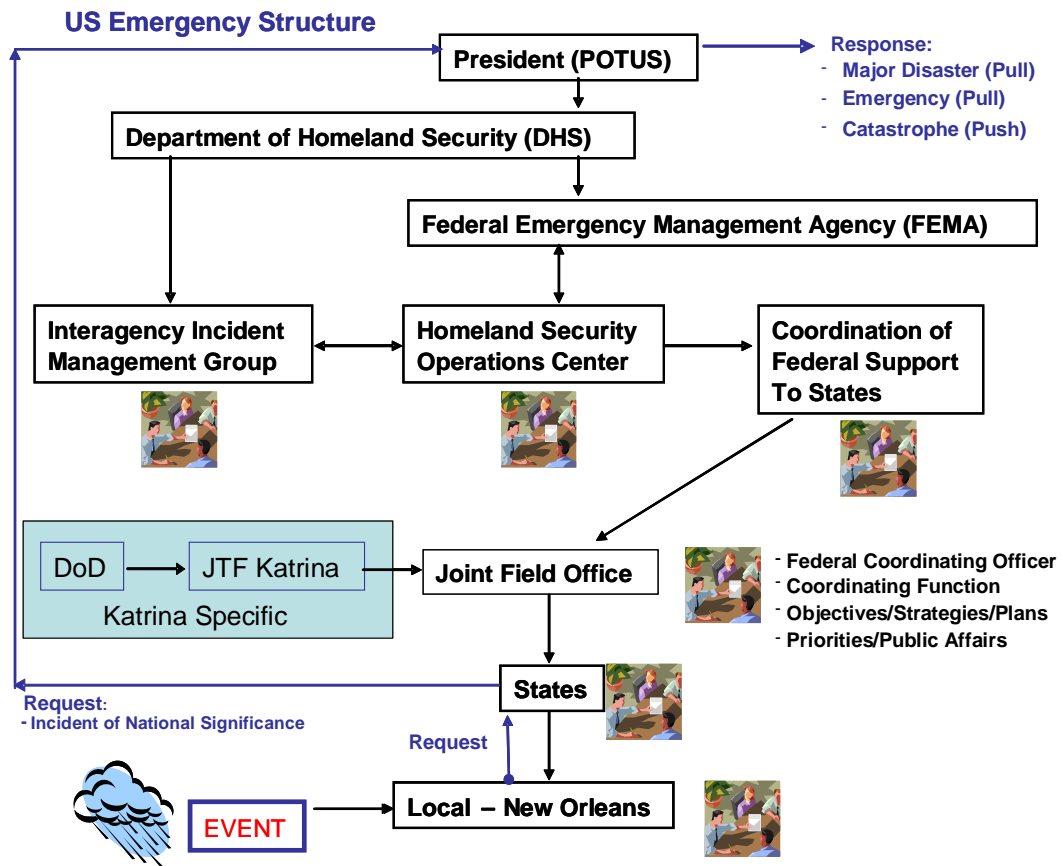 US Emergency Structure
President (POTUS)
Response:
- Major Disaster (Pull)
- Emergency (Pull)
- Catastrophe (Push)
Department of Homeland Security (DHS)
Federal Emergency Management Agency (FEMA)
Interagency Incident
Management Group
Homeland Security
Operations Center
Coordination of
Federal Support
To States
DoD
JTF Katrina
Katrina Specific
Joint Field Office
- Federal Coordinating Officer
- Coordinating Function
- Objectives/Strategies/Plans
- Priorities/Public Affairs
States
Request:
- Incident of National Significance
Request
EVENT
Local – New Orleans